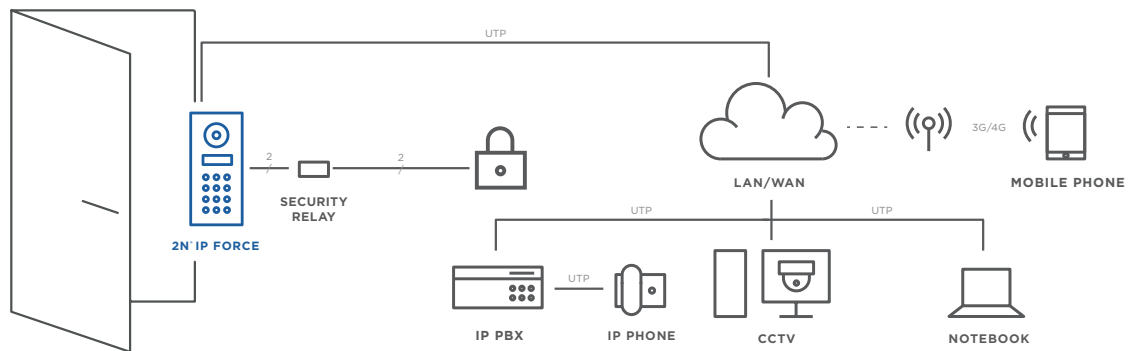 UTP
2
2
3G/4G
SECURITY
RELAY
LAN/WAN
MOBILE PHONE
UTP
UTP
2N® IP FORCE
UTP
IP PBX
IP PHONE
CCTV
NOTEBOOK